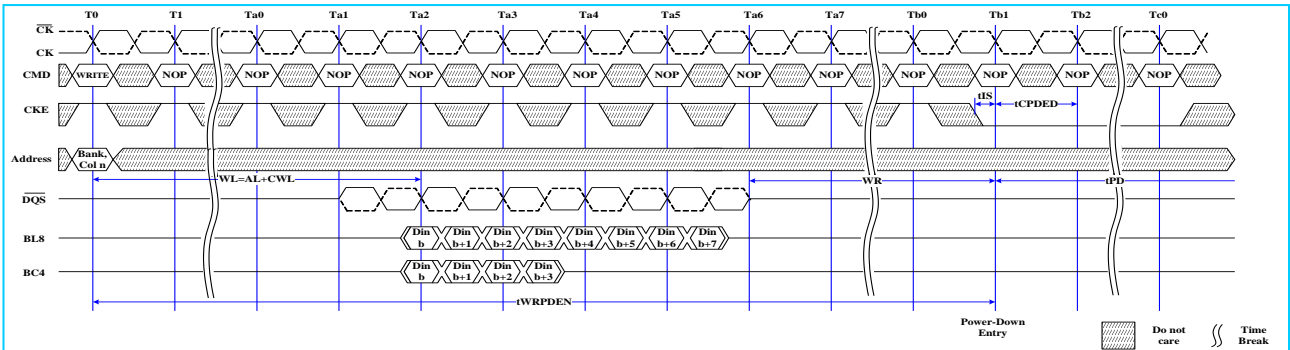 T0 T1 Ta0 Ta1 Ta2 Ta3 Ta4 Ta5 Ta6 Ta7 Tb0 Tb1 Tb2 Tc0
CK
CK
CMD WRITE NOP NOP NOP NOP NOP NOP NOP NOP NOP NOP NOP NOP NOP
tIS
CKE tCPDED
Address Bank, Col n
WL=AL+CWL WR tPD
DQS
BL8 Din b Din b+1 Din b+2 Din b+3 Din b+4 Din b+5 Din b+6 Din b+7
BC4 Din b Din b+1 Din b+2 Din b+3
tWRPDEN
Power-Down
Entry
Do not
care
Time
Break